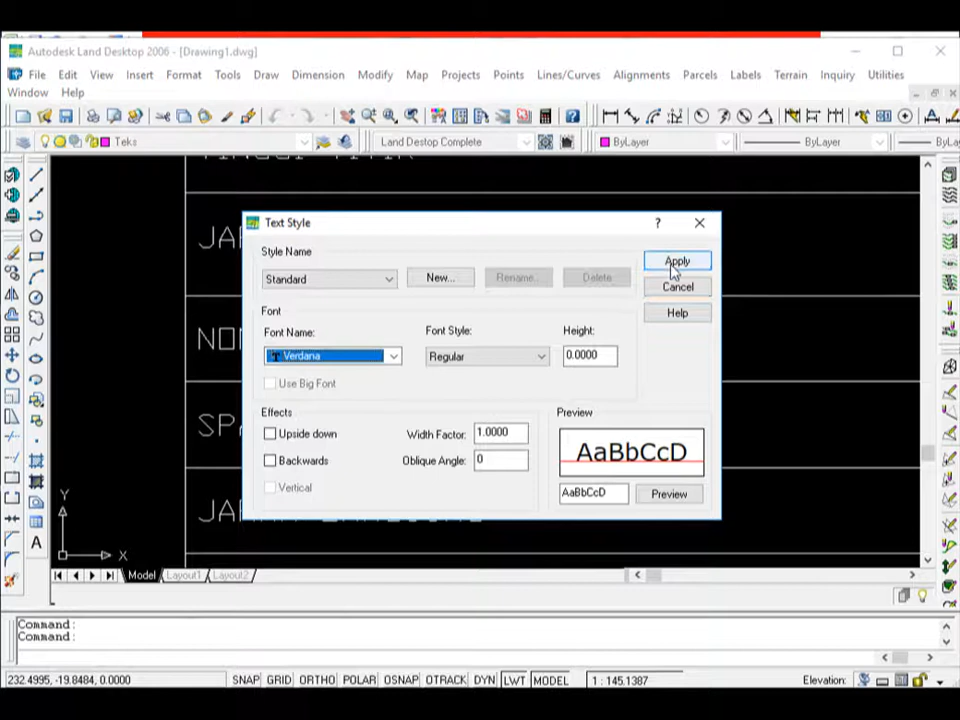 Autodesk Land Desktop 2006 - [Drawing1.dwg]
File Edit View Insert Format Tools Draw Dimension Modify Map Projects Points Lines/Curves Alignments Parcels Labels Terrain Inquiry Utilities
Window Help
Teks
Land Destop Complete
ByLayer
ByLayer
ByLayer
Text Style
?
Style Name
Standard
New...
Rename...
Delete
Apply
Cancel
Help
Font
Font Name:
Font Style:
Height:
Verdana
Regular
0.0000
Use Big Font
Effects
Upside down
Width Factor:
1.0000
Backwards
Oblique Angle:
0
Vertical
Preview
AaBbCcD
AaBbCcD
Preview
Y
X
A
Model Layout1 Layout2
Command:
Command:
232.4995, -19.8484, 0.0000
SNAP GRID ORTHO POLAR OSNAP OTRACK DYN LWT MODEL
1 : 145.1387
Elevation: